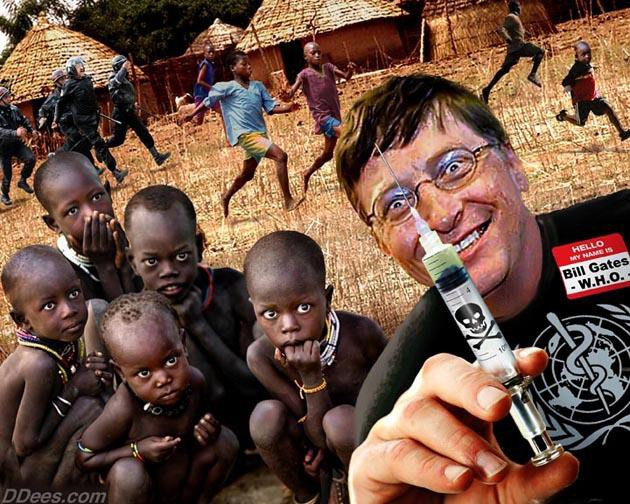 HELLO
MY NAME IS
Bill Gates
- W.H.O. -
DDees.com